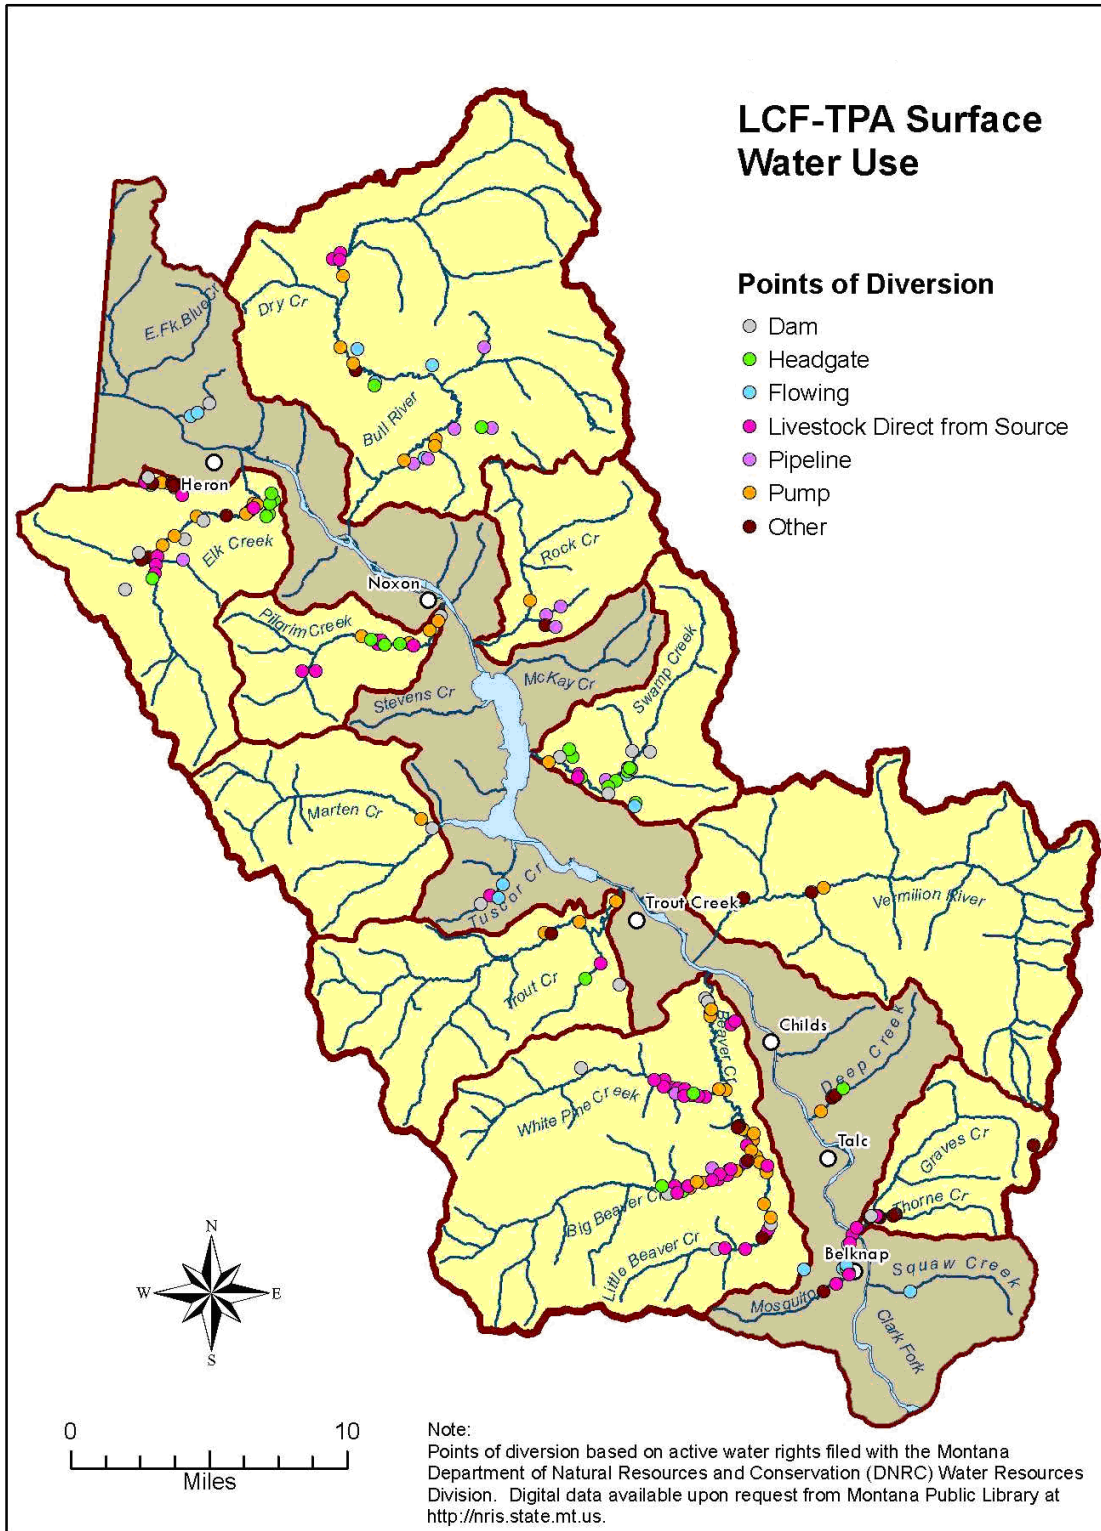 LCF-TPA Surface
Water Use
Points of Diversion
Dam
Headgate
Flowing
Livestock Direct from Source
Pipeline
Pump
Other
E.Fk.Blue Cr
Dry Cr
Bull River
Heron
Elk Creek
Rock Cr
Noxon
Pilgrim Creek
Swamp Creek
McKay Cr
Stevens Cr
Marten Cr
Vermilion River
Tuscor Cr
Trout Creek
Trout Cr
Beaver Cr
Childs
Deep Creek
White Pine Creek
Talc
Graves Cr
Thorne Cr
Big Beaver Cr
Little Beaver Cr
Belknap
Squaw Creek
Mosquito
Clark Fork
N
W
E
S
0
10
Miles
Note:
Points of diversion based on active water rights filed with the Montana
Department of Natural Resources and Conservation (DNRC) Water Resources
Division. Digital data available upon request from Montana Public Library at
http://nris.state.mt.us.